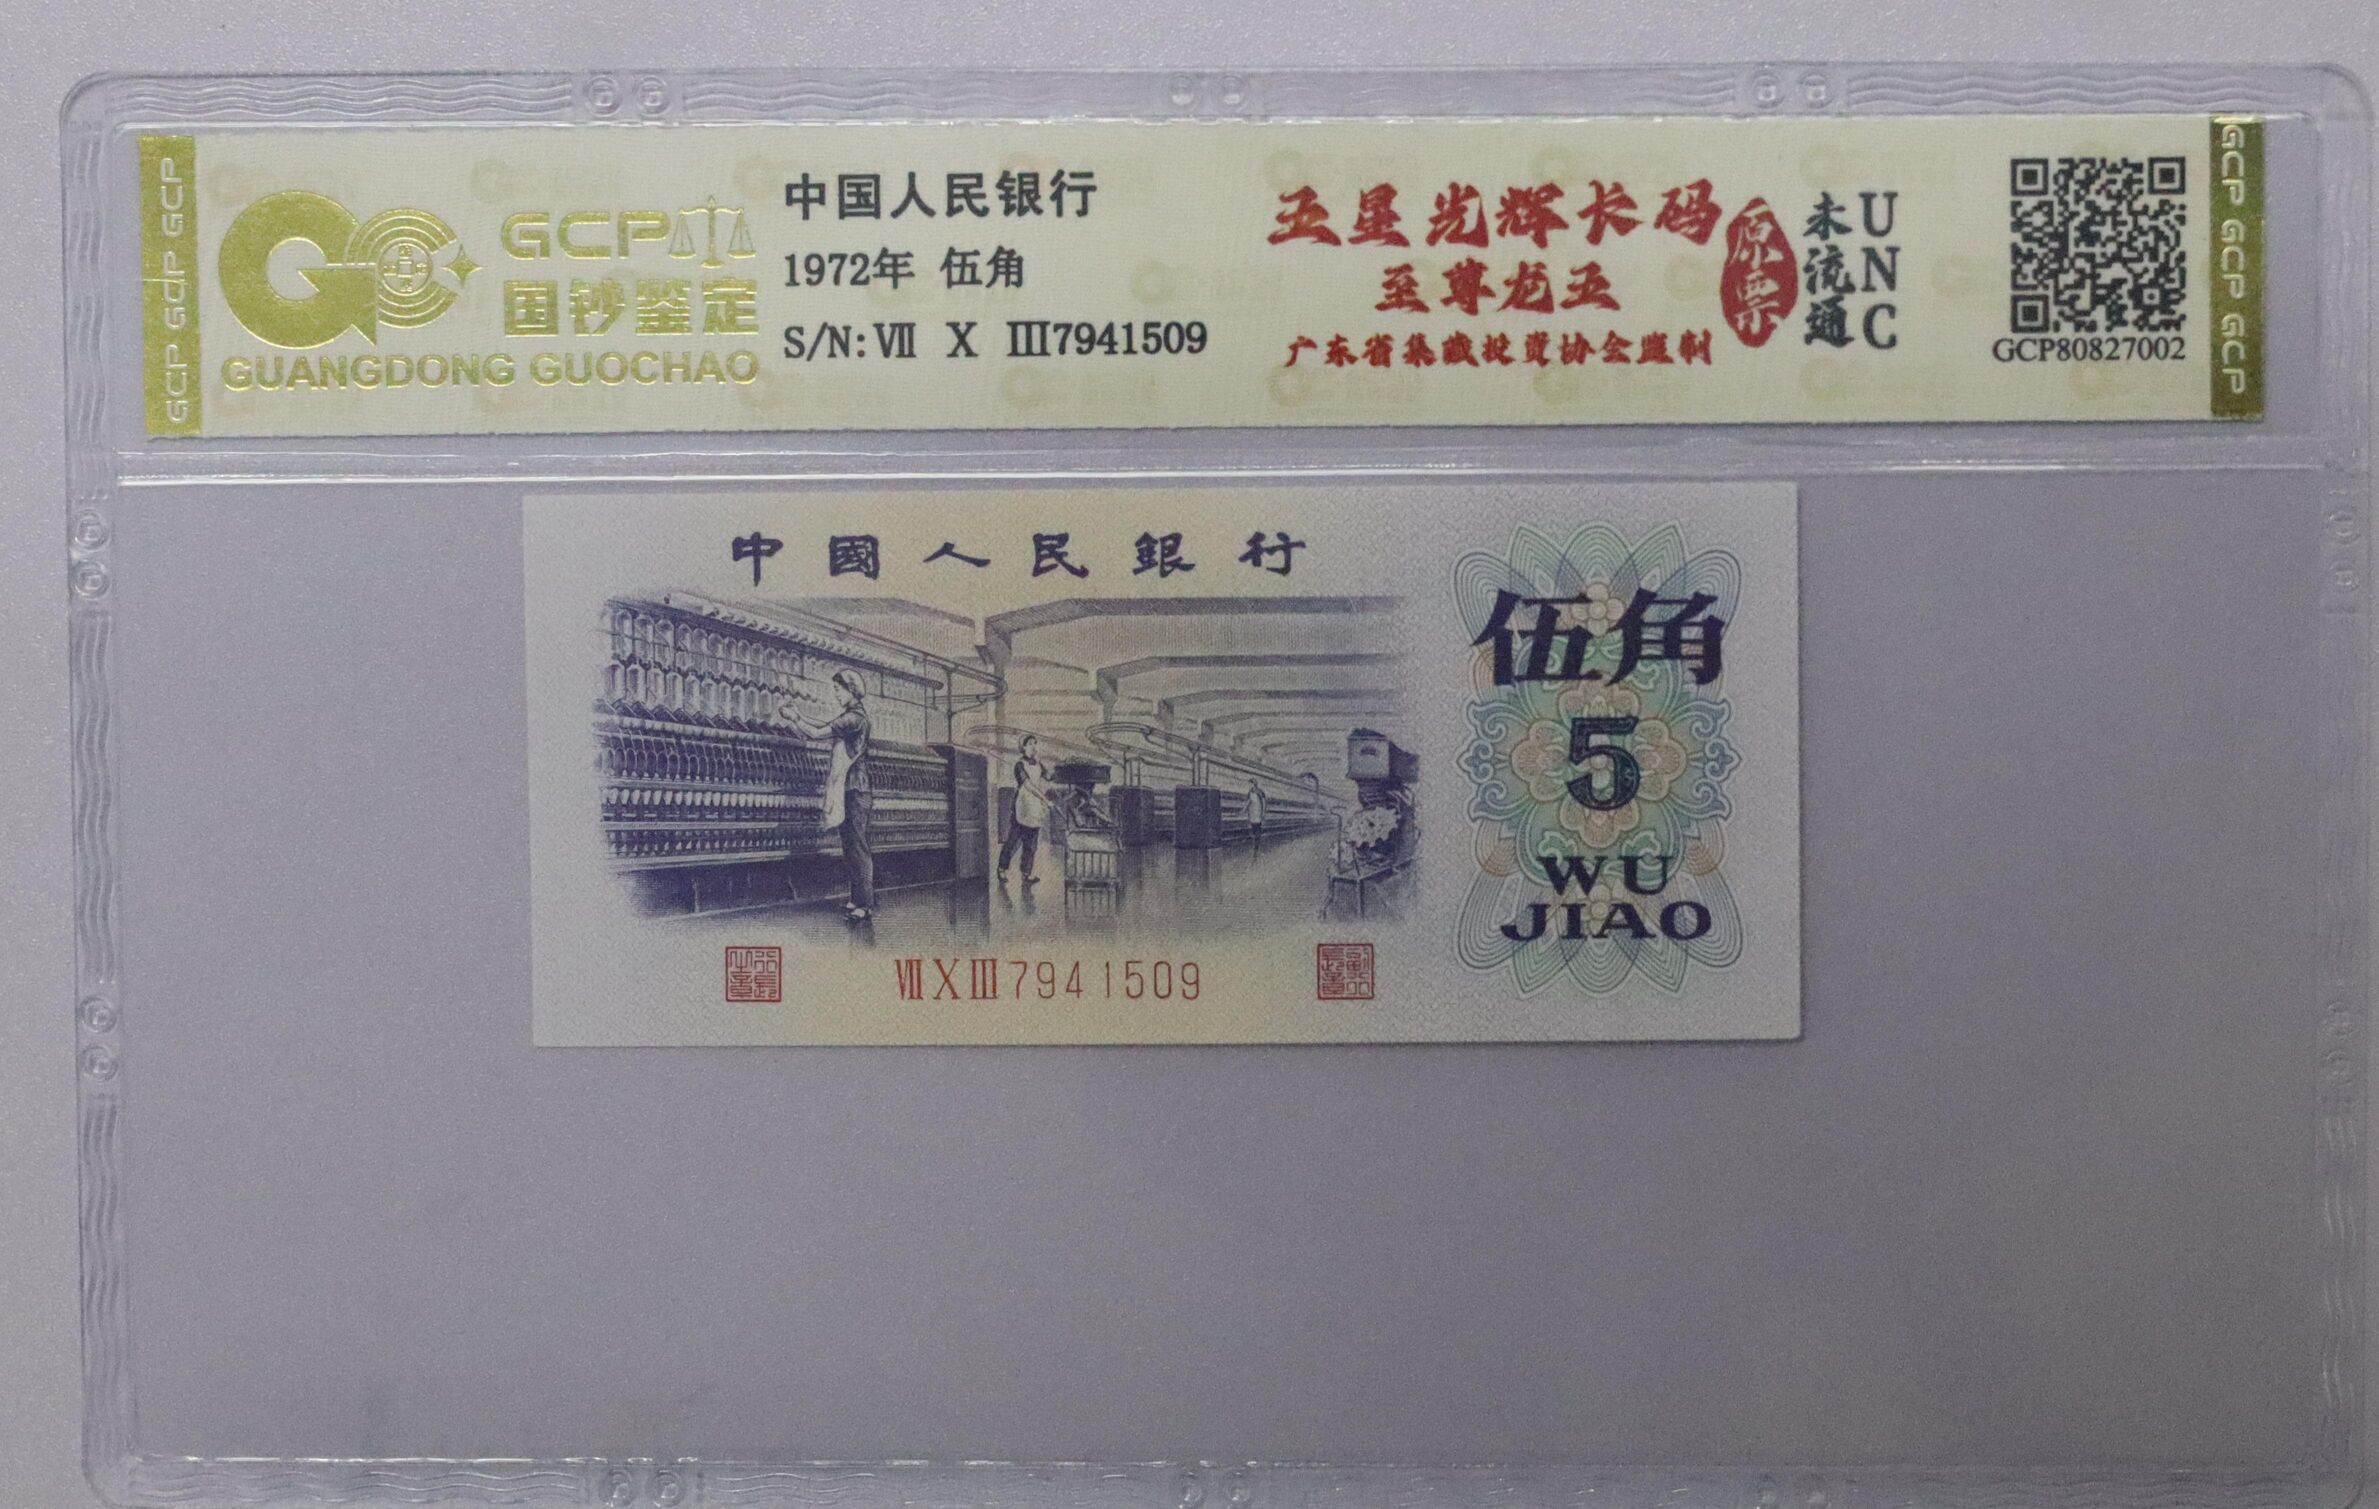 GCP GCP GCP
GCP
国钞鉴定
GUANGDONG GUOCHAO
中国人民银行
1972年 伍角
S/N: Ⅶ Ⅹ Ⅲ7941509
五星光辉长码
至尊龙五
广东省集藏投资协会监制
原票
未流通
UNC
GCP80827002
GCP GCP GCP
中國人民銀行
伍角
5
WU
JIAO
ⅦⅩⅢ7941509